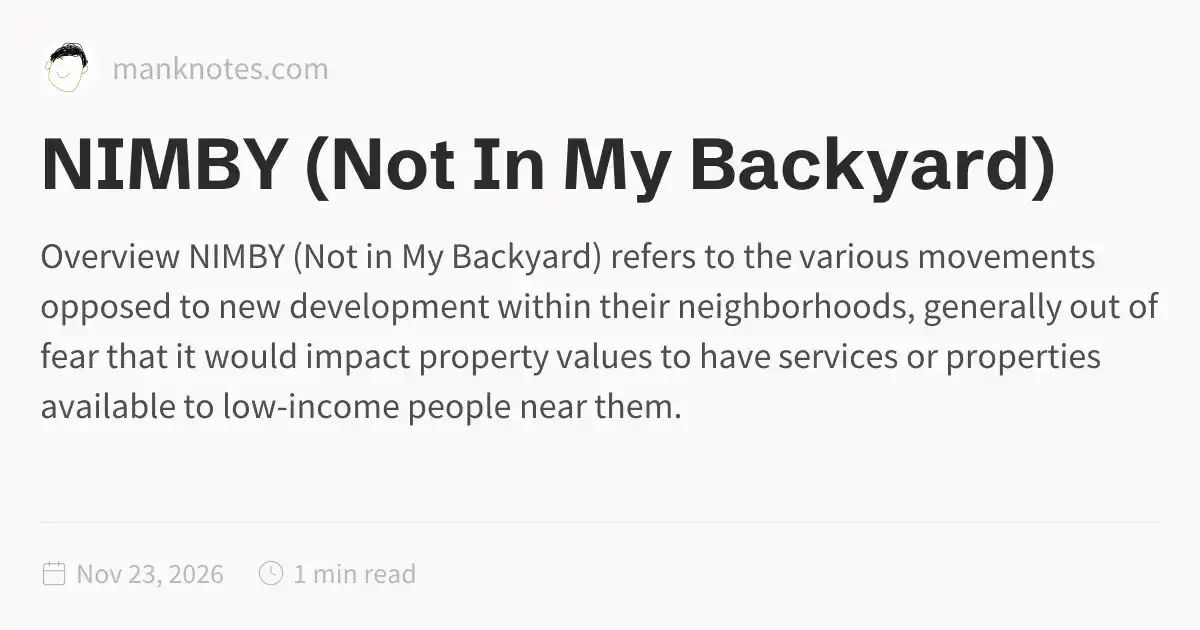 manknotes.com
NIMBY (Not In My Backyard)
Overview NIMBY (Not in My Backyard) refers to the various movements
opposed to new development within their neighborhoods, generally out of
fear that it would impact property values to have services or properties
available to low-income people near them.
Nov 23, 2026
1 min read